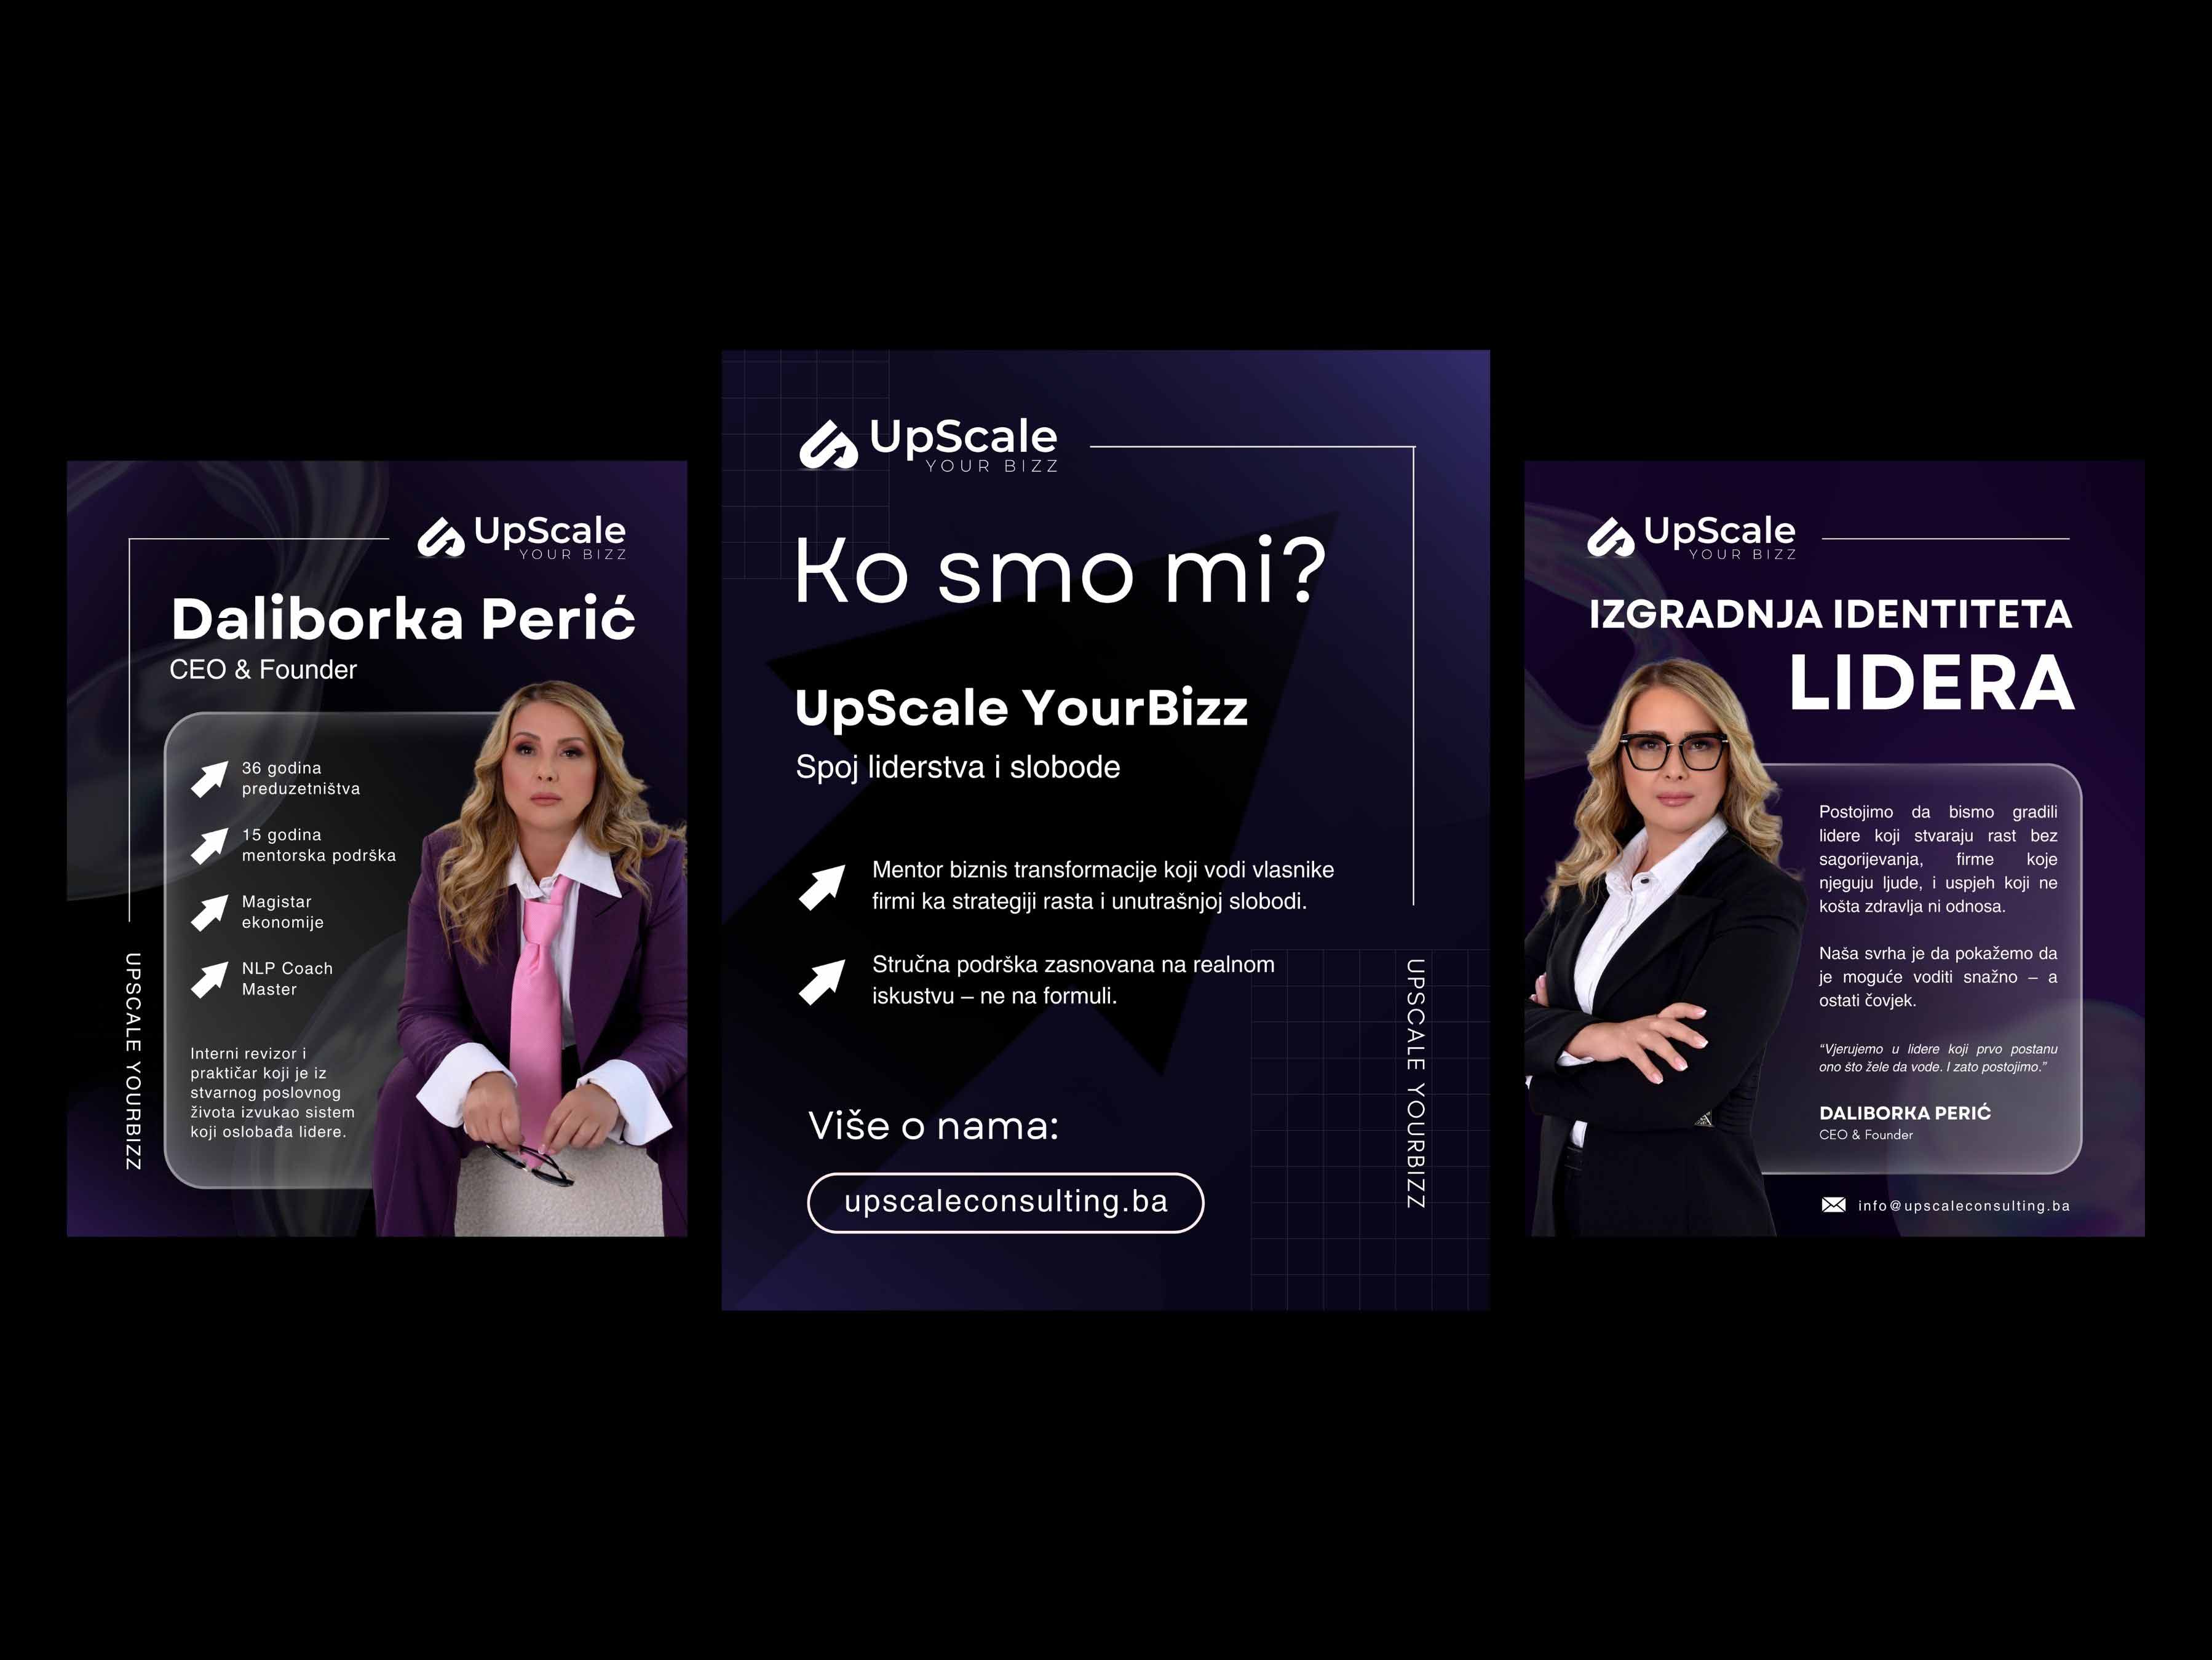 UpScale
YOUR BIZZ
Daliborka Perić
CEO & Founder
36 godina
preduzetništva
15 godina
mentorska podrška
Magistar
ekonomije
NLP Coach
Master
Interni revizor i
praktičar koji je iz
stvarnog poslovnog
života izvukao sistem
koji oslobađa lidere.
UPSCALE YOURBIZZ
UpScale
YOUR BIZZ
Ko smo mi?
UpScale YourBizz
Spoj liderstva i slobode
Mentor biznis transformacije koji vodi vlasnike
firmi ka strategiji rasta i unutrašnjoj slobodi.
Stručna podrška zasnovana na realnom
iskustvu – ne na formuli.
Više o nama:
upscaleconsulting.ba
UPSCALE YOURBIZZ
UpScale
YOUR BIZZ
IZGRADNJA IDENTITETA
LIDERA
Postojimo da bismo gradili
lidere koji stvaraju rast bez
sagorijevanja, firme koje
njeguju ljude, i uspjeh koji ne
košta zdravlja ni odnosa.
Naša svrha je da pokažemo da
je moguće voditi snažno – a
ostati čovjek.
“Vjerujemo u lidere koji prvo postanu
ono što žele da vode. I zato postojimo.”
DALIBORKA PERIĆ
CEO & Founder
info@upscaleconsulting.ba